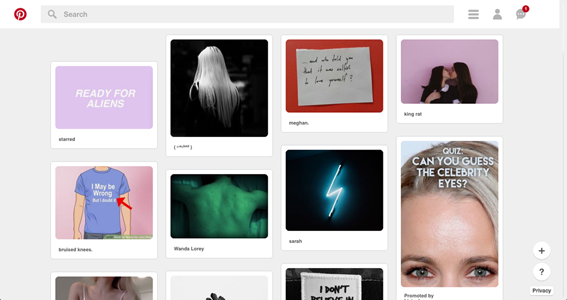 Search
1
READY FOR
ALIENS
starred
... and who told you
that it was selfish
to love yourself?
meghan.
king rat
I May be
Wrong
But I doubt it
bruised knees.
Wanda Lorey
sarah
QUIZ:
CAN YOU GUESS
THE CELEBRITY
EYES?
I DON'T
BELIEVE IN
Promoted by
+
?
Privacy